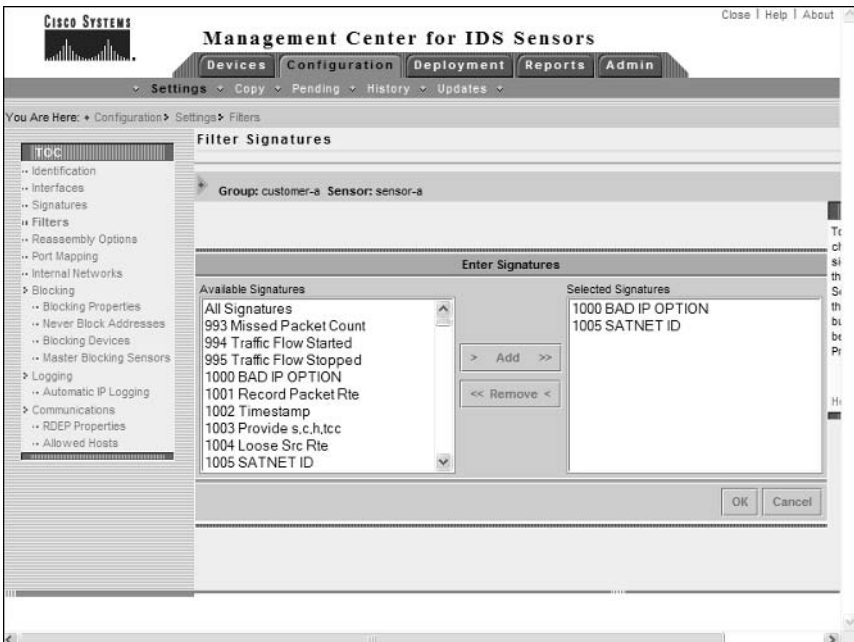 Close | Help | About
CISCO SYSTEMS
Management Center for IDS Sensors
Devices Configuration Deployment Reports Admin
Settings Copy Pending History Updates
You Are Here: Configuration > Settings > Filters
TOC
Identification
Interfaces
Signatures
Filters
Reassembly Options
Port Mapping
Internal Networks
Blocking
Blocking Properties
Never Block Addresses
Blocking Devices
Master Blocking Sensors
Logging
Automatic IP Logging
Communications
RDEP Properties
Allowed Hosts
Filter Signatures
Group: customer-a Sensor: sensor-a
Enter Signatures
Available Signatures
All Signatures
993 Missed Packet Count
994 Traffic Flow Started
995 Traffic Flow Stopped
1000 BAD IP OPTION
1001 Record Packet Rte
1002 Timestamp
1003 Provide s,c,h,tcc
1004 Loose Src Rte
1005 SATNET ID
> Add >>
<< Remove <
Selected Signatures
1000 BAD IP OPTION
1005 SATNET ID
OK Cancel